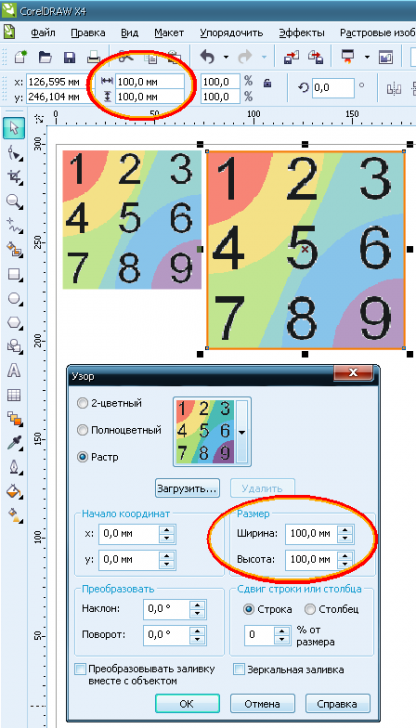 CorelDRAW X4
Файл Правка Вид Макет Упорядочить Эффекты Растровые изоб
x: 126,595 мм 100,0 мм 100,0 % 0,0 °
y: 246,104 мм 100,0 мм 100,0 %
0 50 100 150
300
250
200
150
100
50
1 2 3
4 5 6
7 8 9
1 2 3
4 5 6
7 8 9
Узор
2-цветный
Полноцветный
Растр
1 2 3
4 5 6
7 8 9
Загрузить... Удалить
Начало координат Размер
x: 0,0 мм Ширина: 100,0 мм
y: 0,0 мм Высота: 100,0 мм
Преобразовать Сдвиг строки или столбца
Наклон: 0,0 ° Строка Столбец
Поворот: 0,0 ° 0 % от размера
Преобразовывать заливку вместе с объектом Зеркальная заливка
ОК Отмена Справка